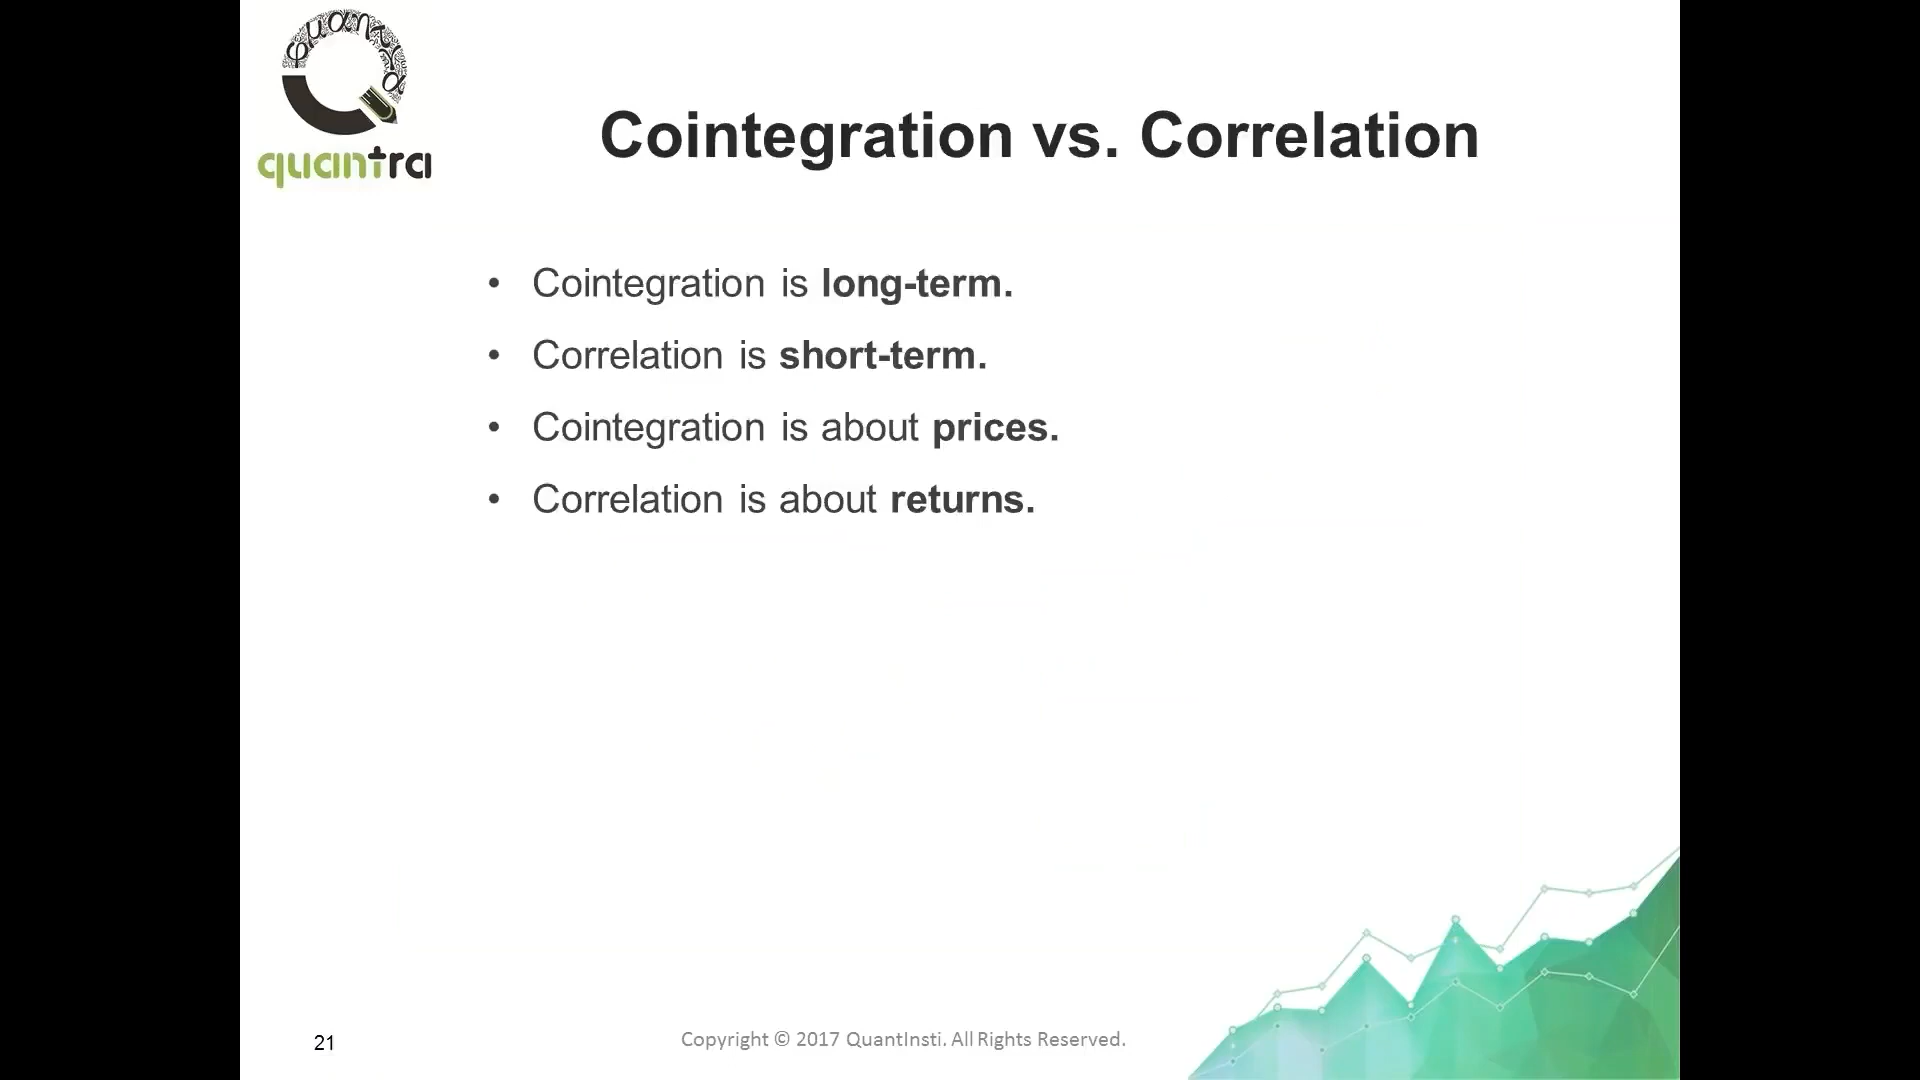 quantra
Cointegration vs. Correlation
• Cointegration is long-term.
• Correlation is short-term.
• Cointegration is about prices.
• Correlation is about returns.
21
Copyright © 2017 QuantInsti. All Rights Reserved.